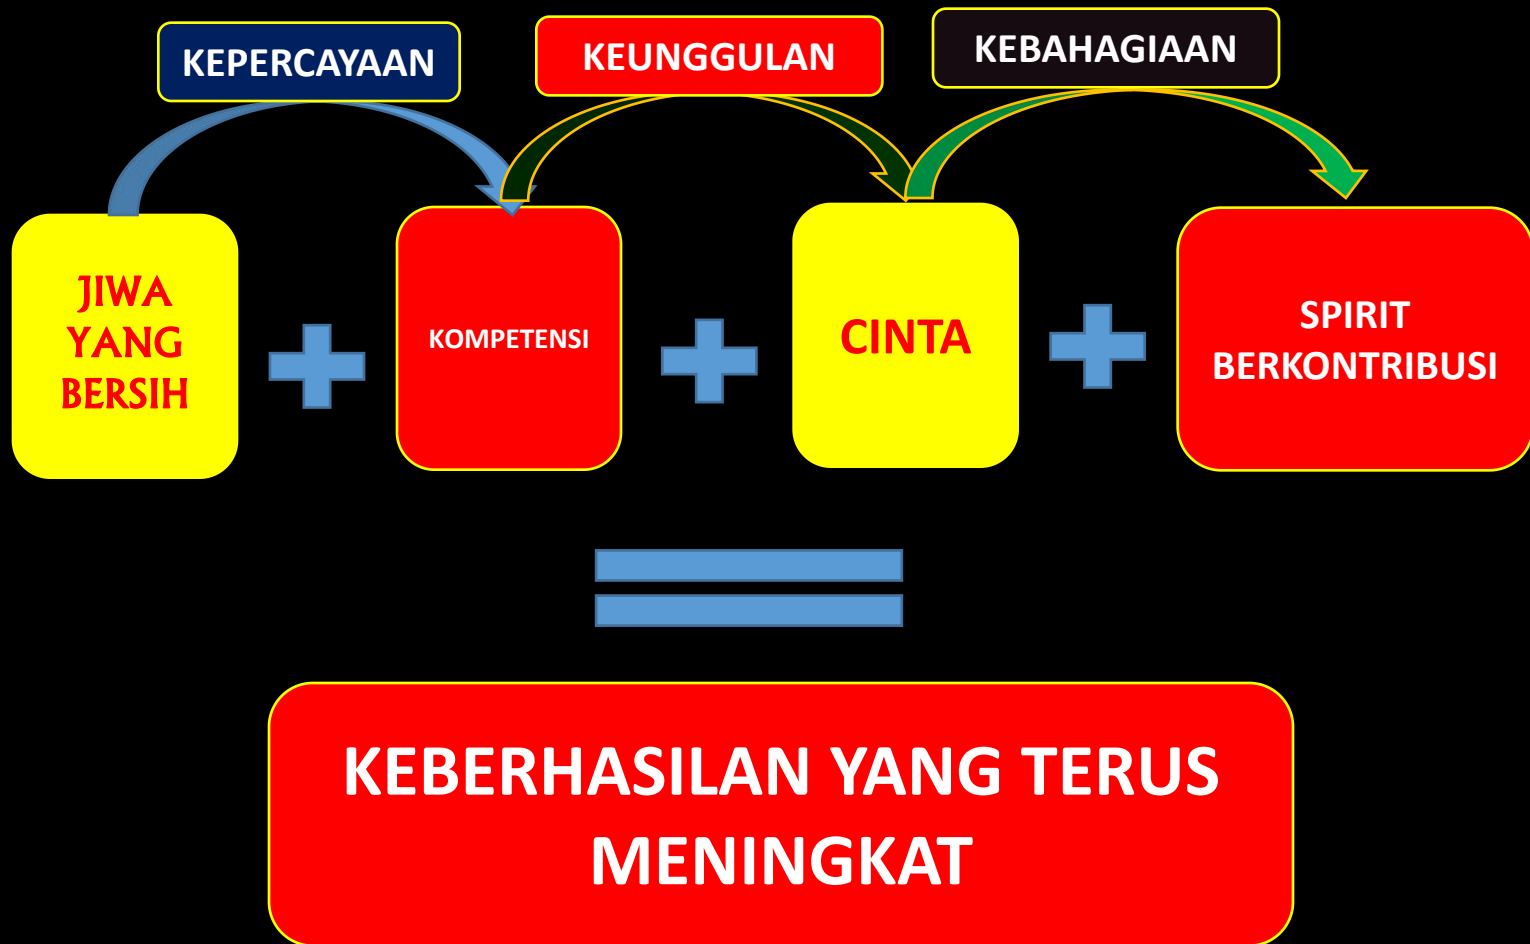 KEPERCAYAAN
KEUNGGULAN
KEBAHAGIAAN
JIWA
YANG
BERSIH
KOMPETENSI
CINTA
SPIRIT
BERKONTRIBUSI
KEBERHASILAN YANG TERUS
MENINGKAT